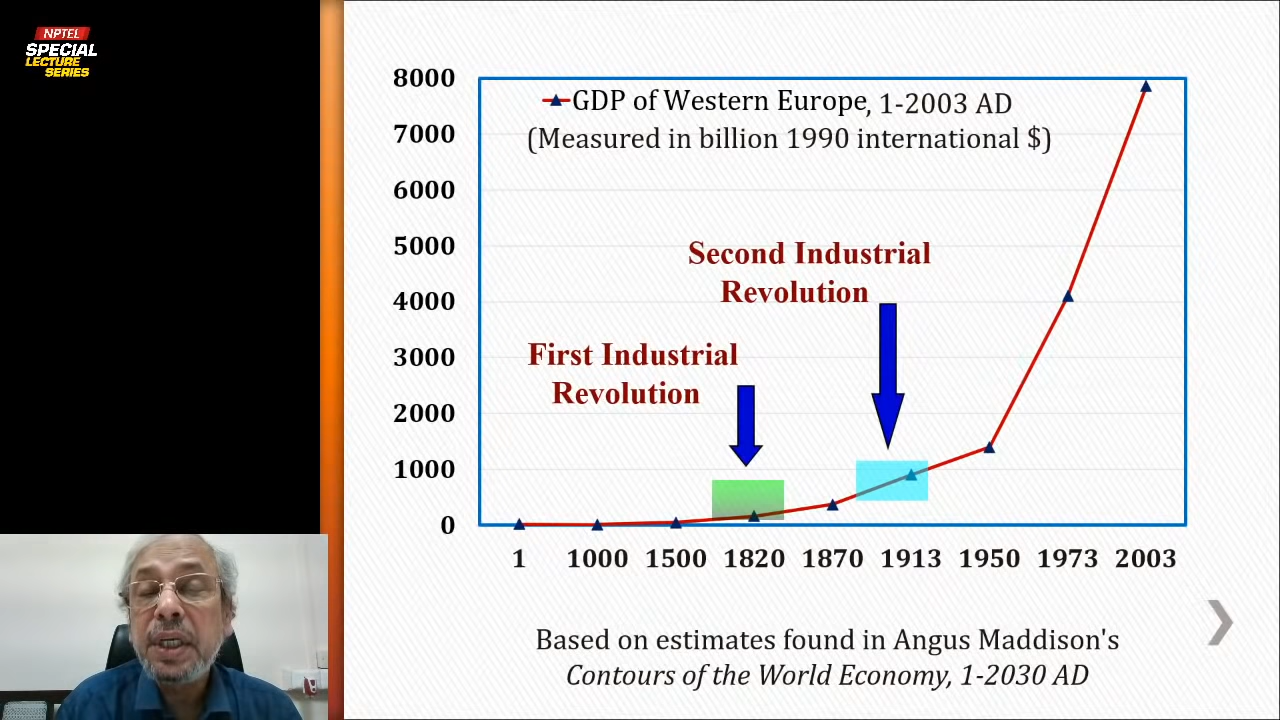 NPTEL
SPECIAL
LECTURE
SERIES
8000
7000
6000
5000
4000
3000
2000
1000
0
GDP of Western Europe, 1-2003 AD
(Measured in billion 1990 international $)
Second Industrial
Revolution
First Industrial
Revolution
1 1000 1500 1820 1870 1913 1950 1973 2003
Based on estimates found in Angus Maddison's
Contours of the World Economy, 1-2030 AD